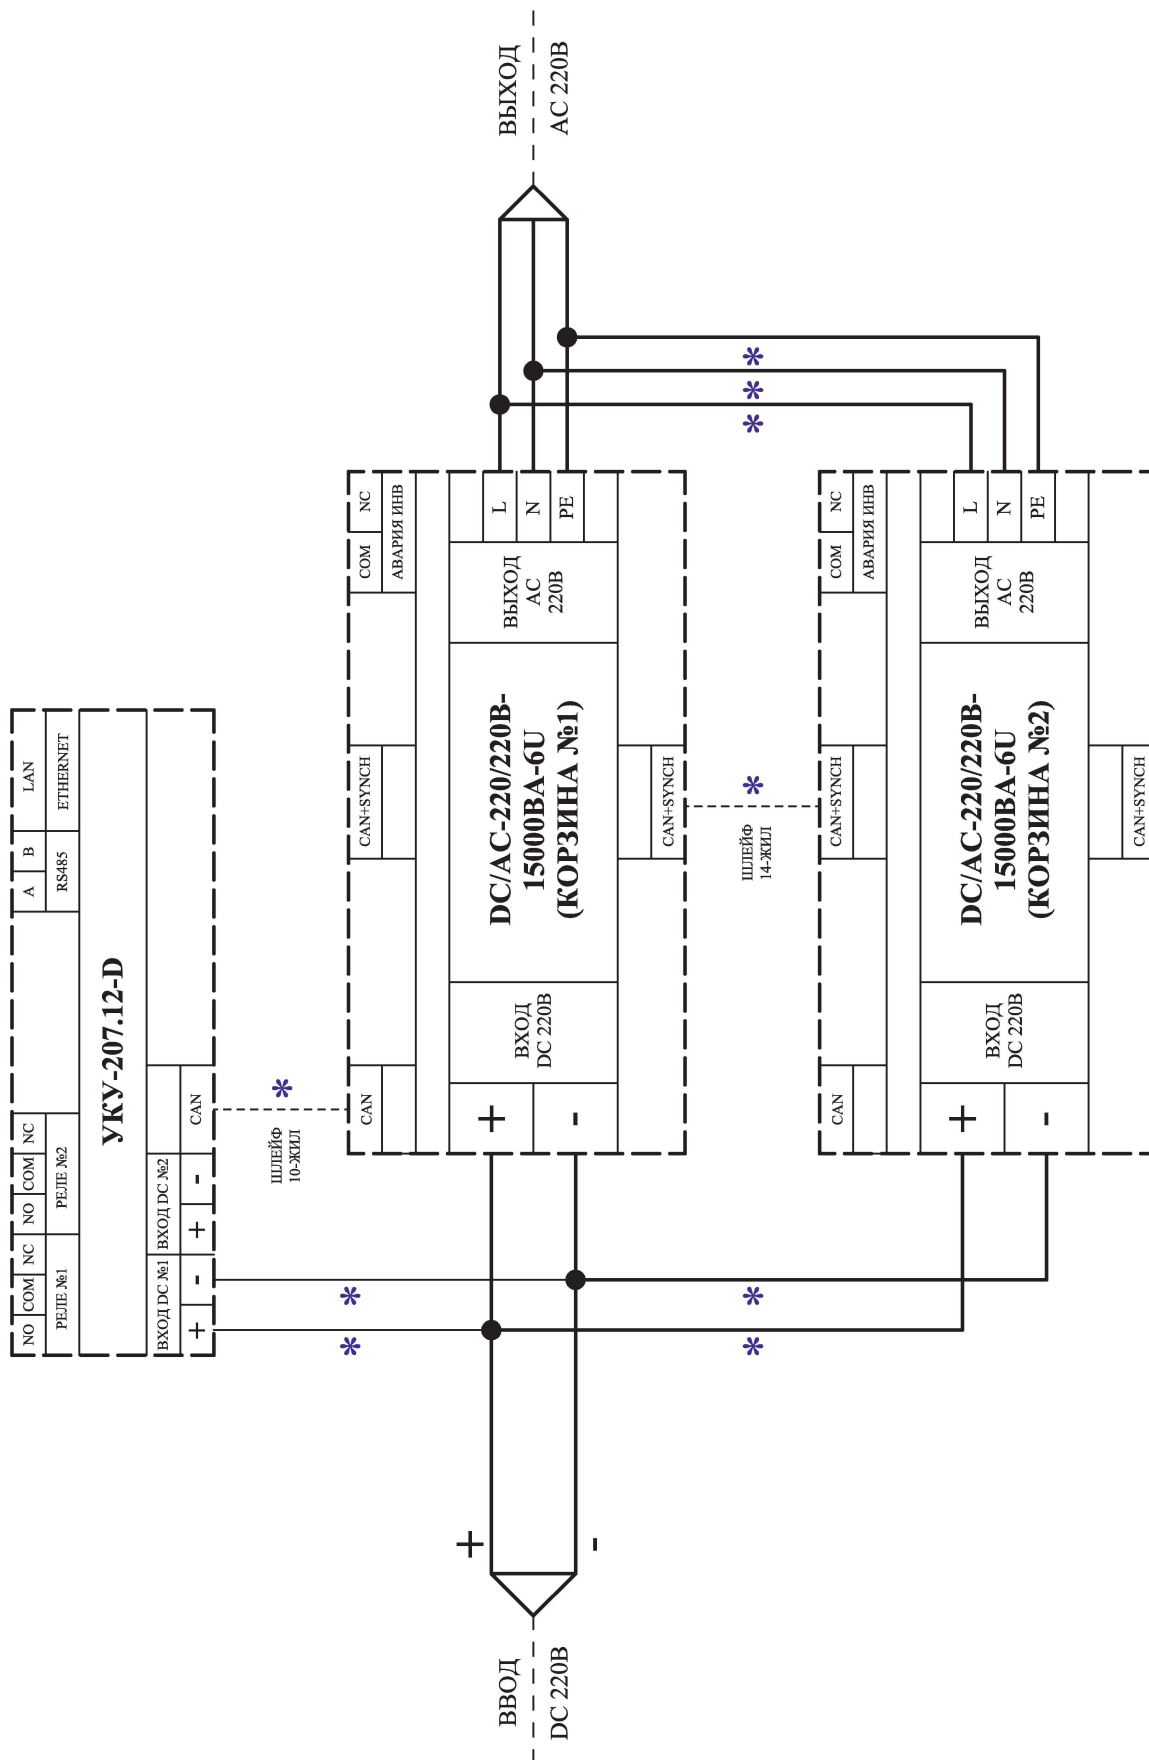 NO
COM
NC
NO
COM
NC
A
B
LAN
РЕЛЕ №1
РЕЛЕ №2
RS485
ETHERNET
УКУ-207.12-D
ВХОД DC №1
ВХОД DC №2
+
-
+
-
CAN
*
*
*
ШЛЕЙФ
10-ЖИЛ
CAN
CAN+SYNCH
COM
NC
АВАРИЯ ИНВ
+
-
ВХОД
DC 220В
DC/AC-220/220В-
15000ВА-6U
(КОРЗИНА №1)
ВЫХОД
AC
220В
L
N
PE
CAN+SYNCH
ВВОД
DC 220В
+
-
ВЫХОД
AC 220В
*
*
*
ШЛЕЙФ
14-ЖИЛ
*
*
*
CAN
CAN+SYNCH
COM
NC
АВАРИЯ ИНВ
+
-
ВХОД
DC 220В
DC/AC-220/220В-
15000ВА-6U
(КОРЗИНА №2)
ВЫХОД
AC
220В
L
N
PE
CAN+SYNCH